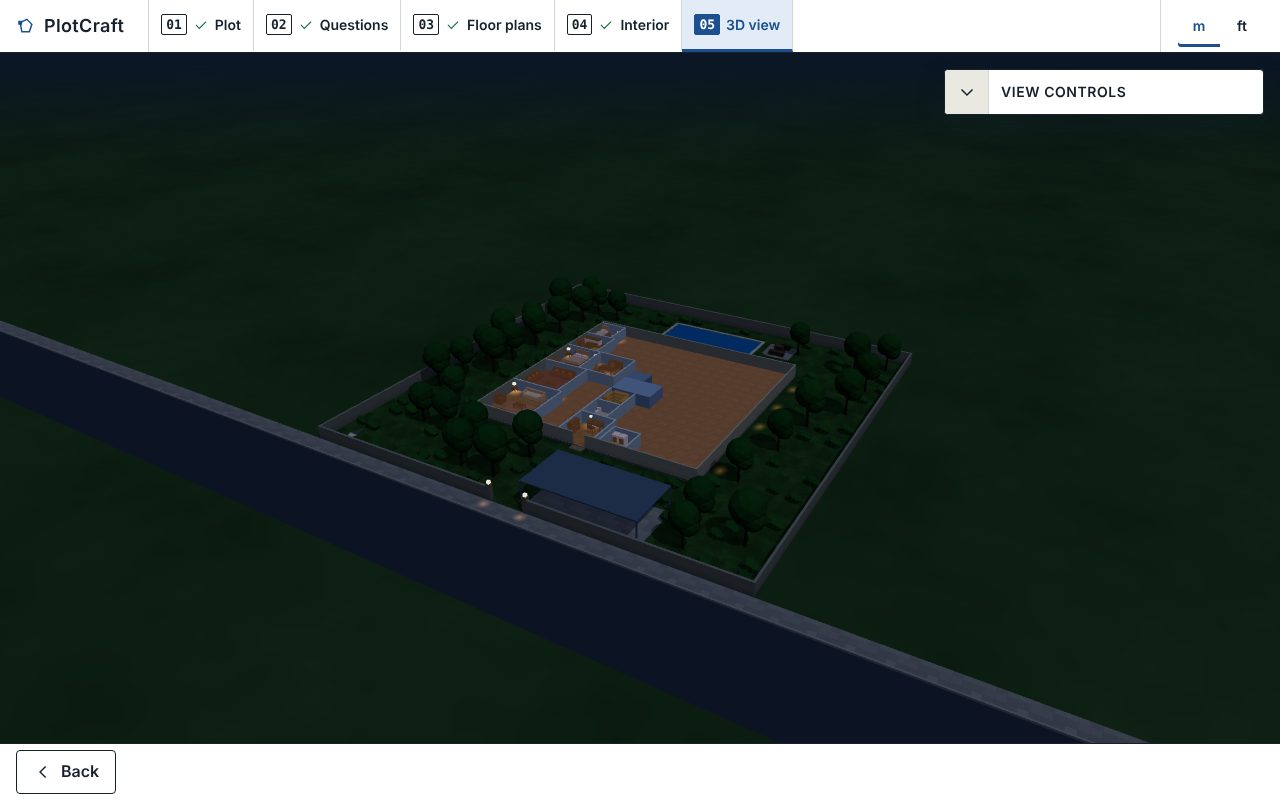 PlotCraft
01 Plot
02 Questions
03 Floor plans
04 Interior
05 3D view
m
ft
VIEW CONTROLS
Back